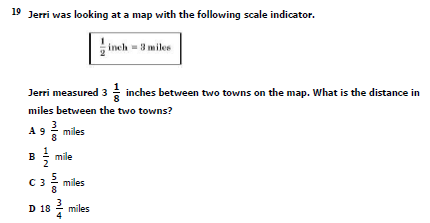 19 Jerri was looking at a map with the following scale indicator.
1/2 inch = 3 miles
Jerri measured 3 1/8 inches between two towns on the map. What is the distance in
miles between the two towns?
A 9 3/8 miles
B 1/2 mile
C 3 5/8 miles
D 18 3/4 miles